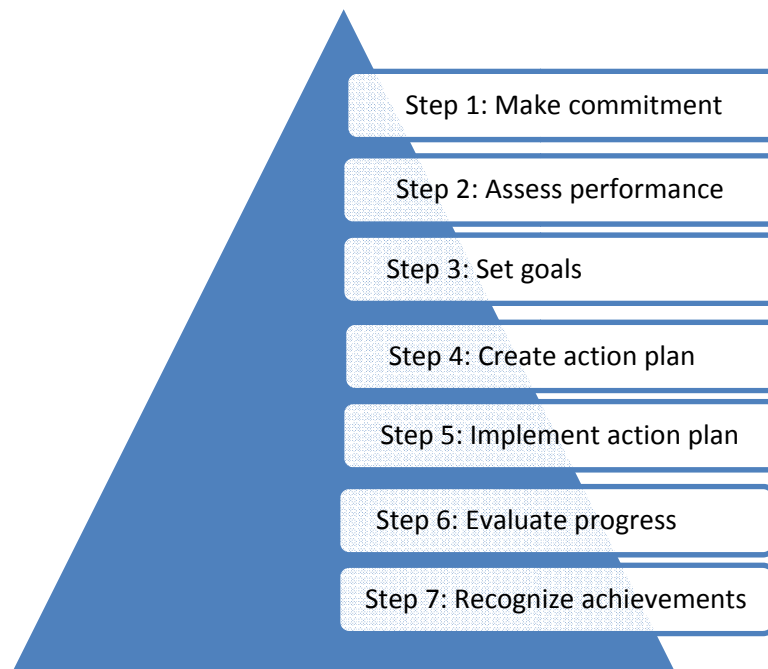 Step 1: Make commitment
Step 2: Assess performance
Step 3: Set goals
Step 4: Create action plan
Step 5: Implement action plan
Step 6: Evaluate progress
Step 7: Recognize achievements